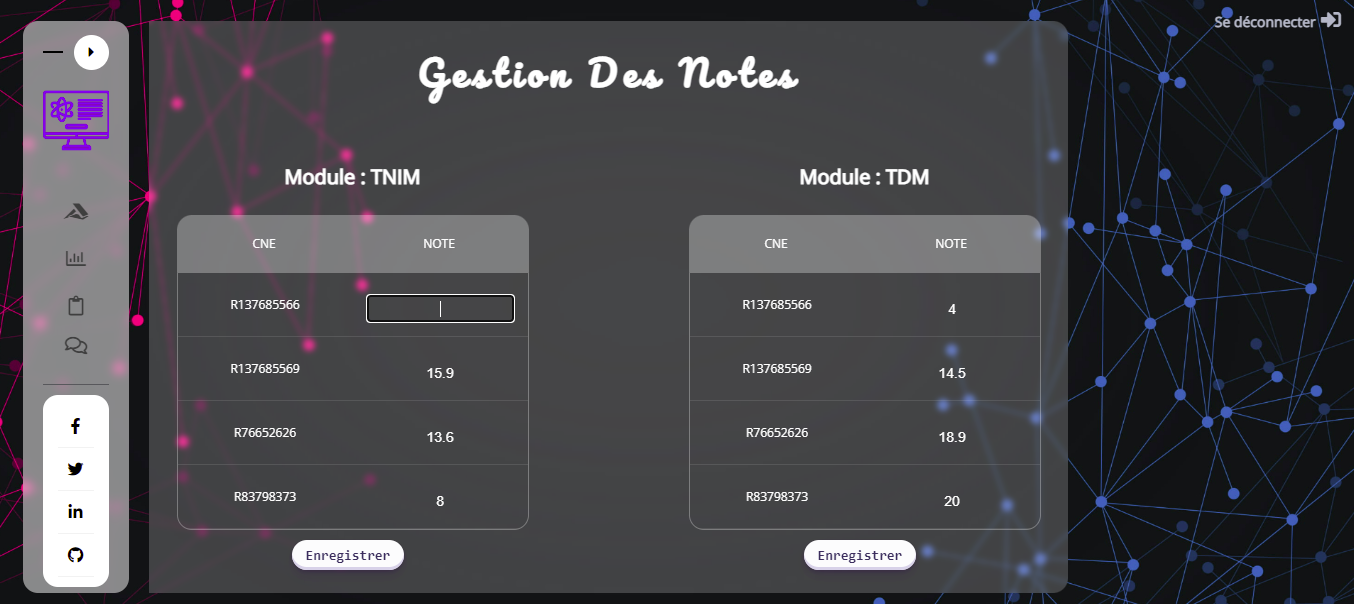 Se déconnecter
Gestion Des Notes
Module : TNIM
CNE NOTE
R137685566
R137685569 15.9
R76652626 13.6
R83798373 8
Enregistrer
Module : TDM
CNE NOTE
R137685566 4
R137685569 14.5
R76652626 18.9
R83798373 20
Enregistrer